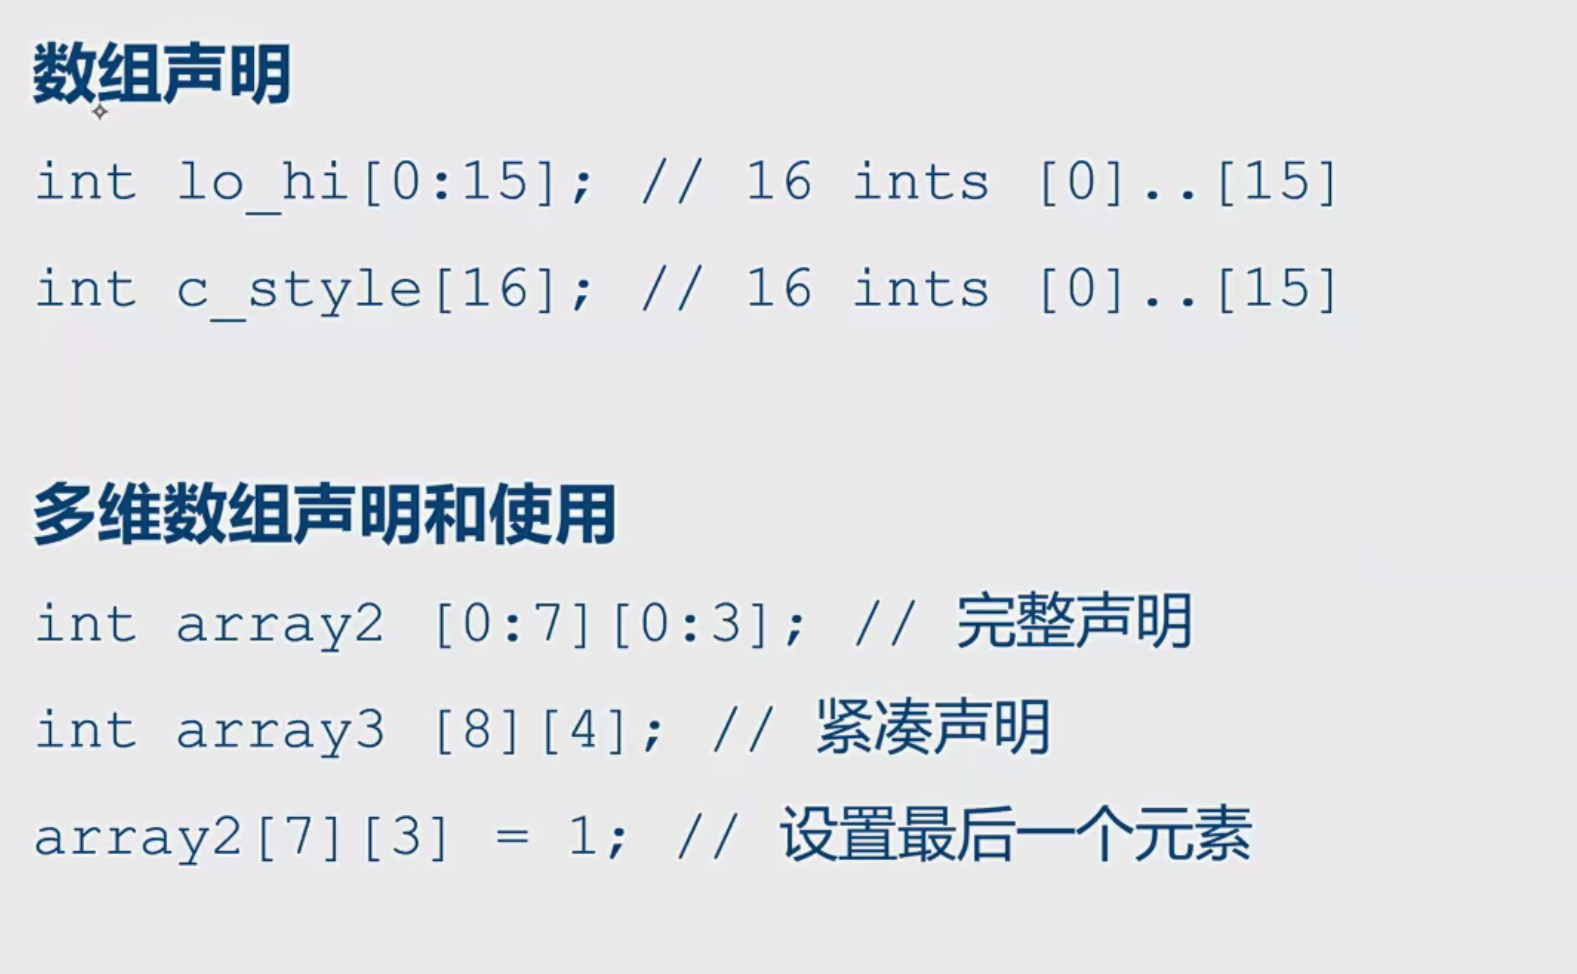 数组声明
int lo_hi[0:15]; // 16 ints [0]..[15]
int c_style[16]; // 16 ints [0]..[15]
多维数组声明和使用
int array2 [0:7][0:3]; // 完整声明
int array3 [8][4]; // 紧凑声明
array2[7][3] = 1; // 设置最后一个元素